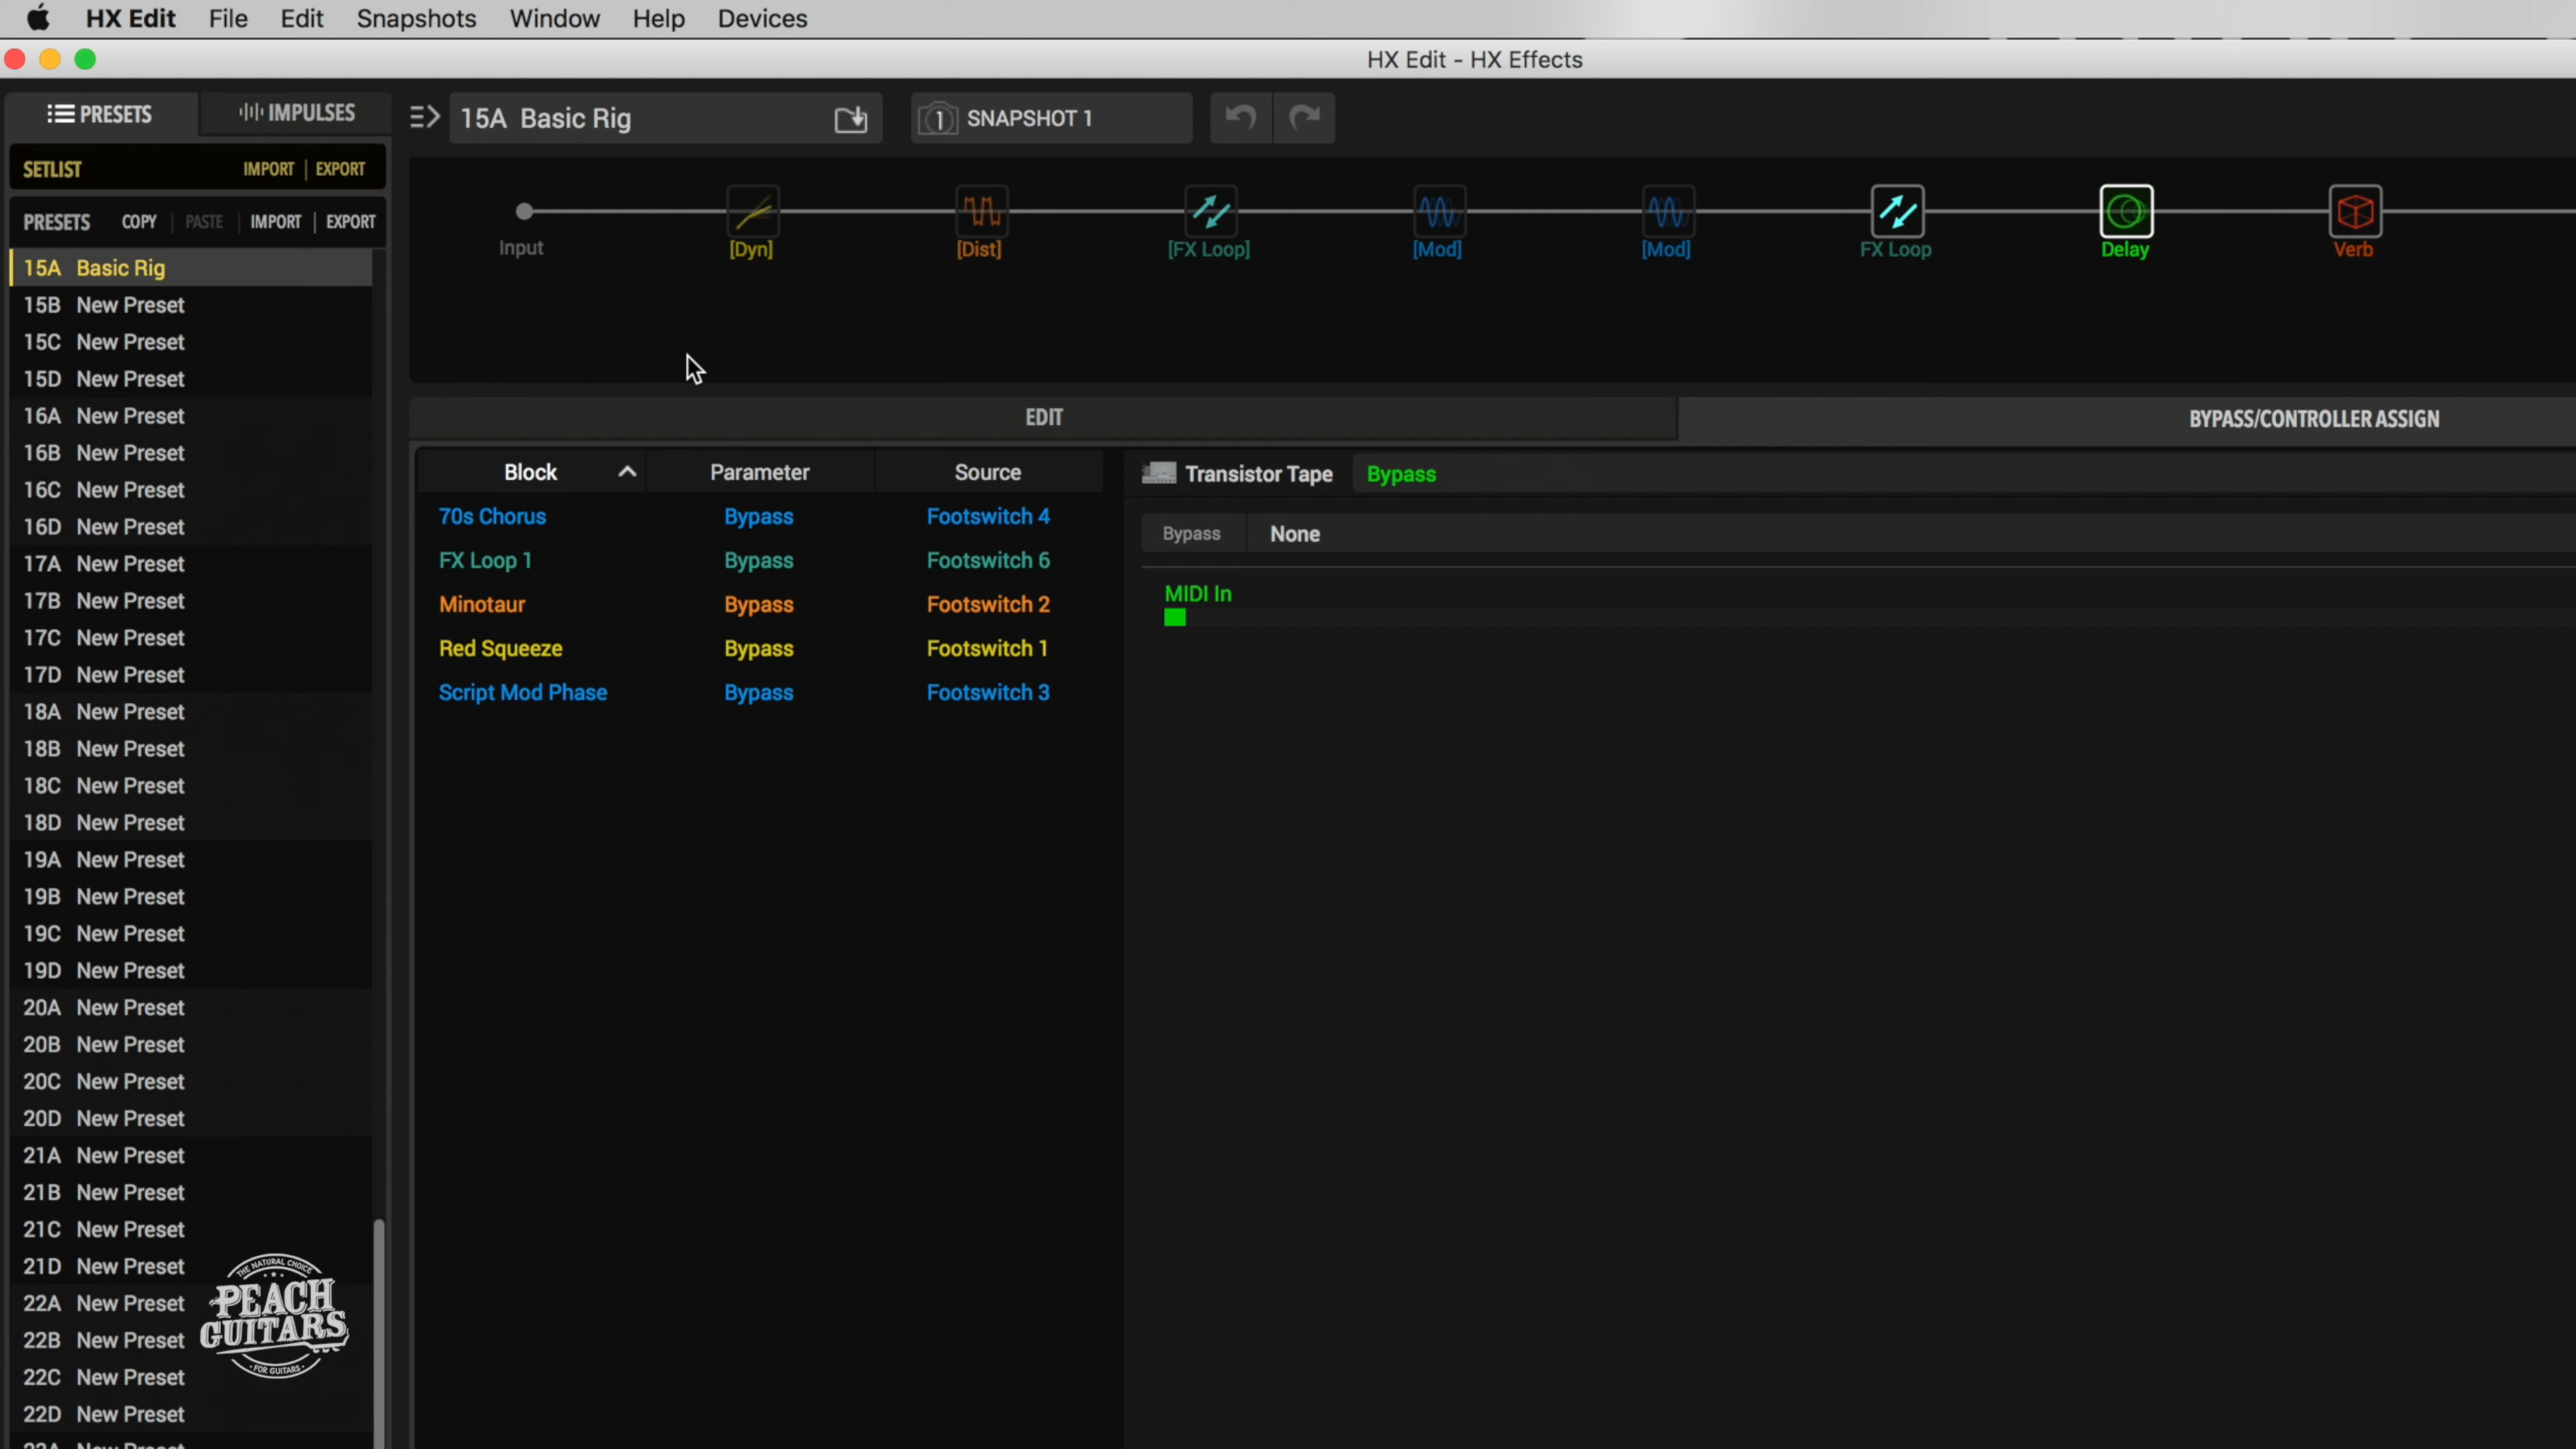 HX Edit File Edit Snapshots Window Help Devices
HX Edit - HX Effects
PRESETS IMPULSES
15A Basic Rig
1 SNAPSHOT 1
SETLIST IMPORT EXPORT
PRESETS COPY PASTE IMPORT EXPORT
Input [Dyn] [Dist] [FX Loop] [Mod] [Mod] FX Loop Delay Verb
15A Basic Rig
15B New Preset
15C New Preset
15D New Preset
16A New Preset
16B New Preset
16C New Preset
16D New Preset
17A New Preset
17B New Preset
17C New Preset
17D New Preset
18A New Preset
18B New Preset
18C New Preset
18D New Preset
19A New Preset
19B New Preset
19C New Preset
19D New Preset
20A New Preset
20B New Preset
20C New Preset
20D New Preset
21A New Preset
21B New Preset
21C New Preset
21D New Preset
22A New Preset
22B New Preset
22C New Preset
22D New Preset
EDIT BYPASS/CONTROLLER ASSIGN
Block Parameter Source
70s Chorus Bypass Footswitch 4
FX Loop 1 Bypass Footswitch 6
Minotaur Bypass Footswitch 2
Red Squeeze Bypass Footswitch 1
Script Mod Phase Bypass Footswitch 3
Transistor Tape Bypass
Bypass None
MIDI In
THE NATURAL CHOICE
PEACH
GUITARS
FOR GUITARS